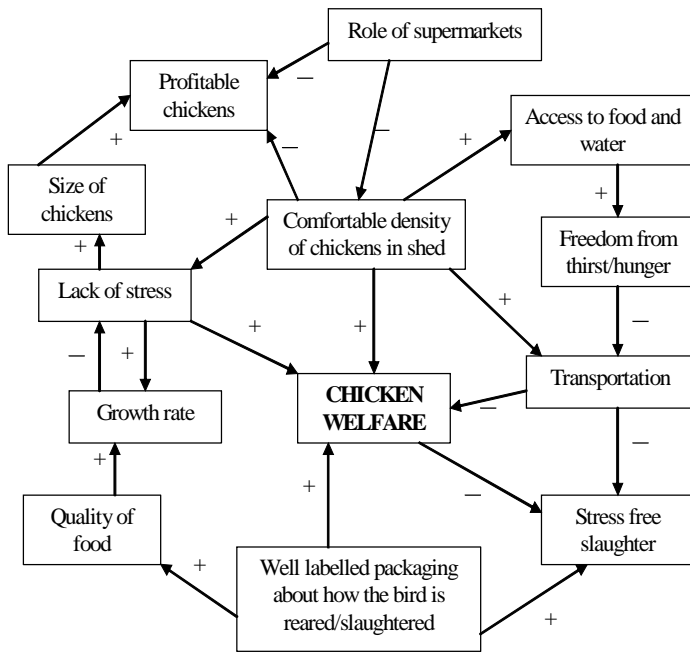 Role of supermarkets
Profitable
chickens
–
–
–
+
Access to food and
water
+
Size of
chickens
+
Comfortable density
of chickens in shed
+
Freedom from
thirst/hunger
+
Lack of stress
+
–
+
+
+
–
CHICKEN
WELFARE
Transportation
–
Growth rate
–
+
+
–
Quality of
food
Stress free
slaughter
+
Well labelled packaging
about how the bird is
reared/slaughtered
+